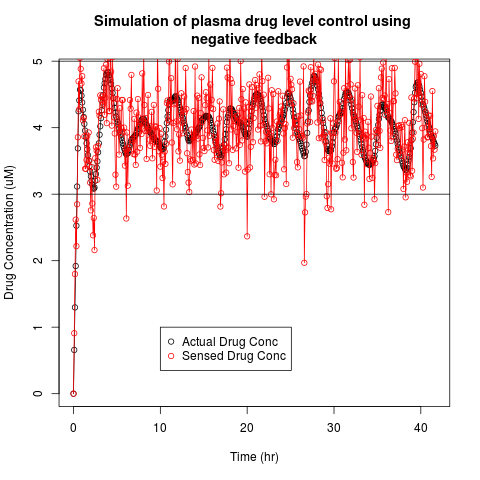 Simulation of plasma drug level control using
negative feedback
Drug Concentration (uM)
5
4
3
2
1
0
Actual Drug Conc
Sensed Drug Conc
0 10 20 30 40
Time (hr)